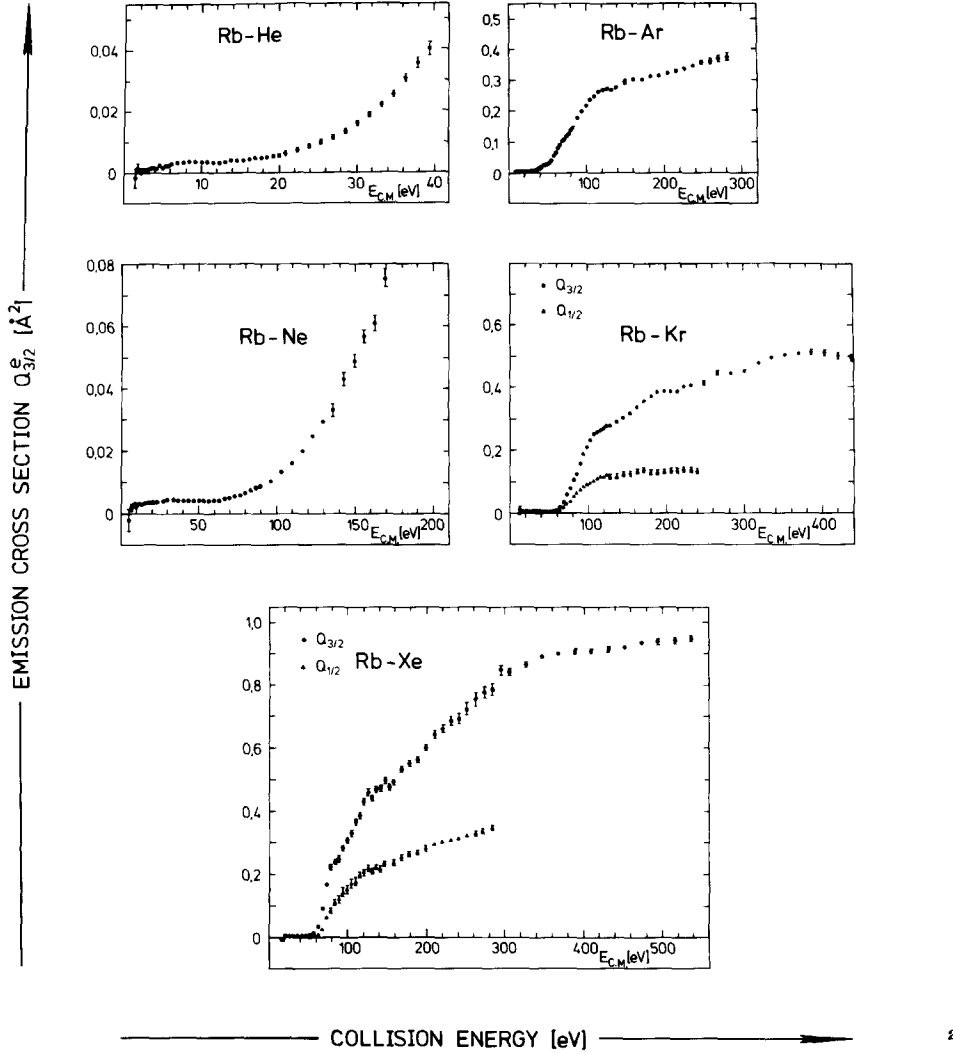 EMISSION CROSS SECTION Q^e_3/2 [Å²]
Rb-He
0,04
0,02
0
10
20
30
40
E_C.M.[eV]
Rb-Ar
0,5
0,4
0,3
0,2
0,1
0
100
200
300
E_C.M.[eV]
Rb-Ne
0,08
0,06
0,04
0,02
0
50
100
150
200
E_C.M.[eV]
Rb-Kr
Q_3/2
Q_1/2
0,6
0,4
0,2
0
100
200
300
400
E_C.M.[eV]
Rb-Xe
Q_3/2
Q_1/2
1,0
0,8
0,6
0,4
0,2
0
100
200
300
400
500
E_C.M.[eV]
COLLISION ENERGY [eV]
2